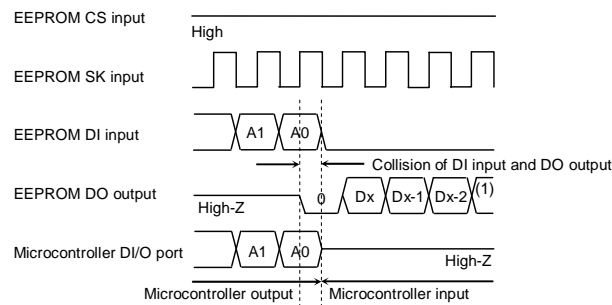 EEPROM CS input
High
EEPROM SK input
EEPROM DI input
A1 A0
Collision of DI input and DO output
EEPROM DO output
High-Z
0 Dx Dx-1 Dx-2 (1)
Microcontroller DI/O port
A1 A0
High-Z
Microcontroller output Microcontroller input